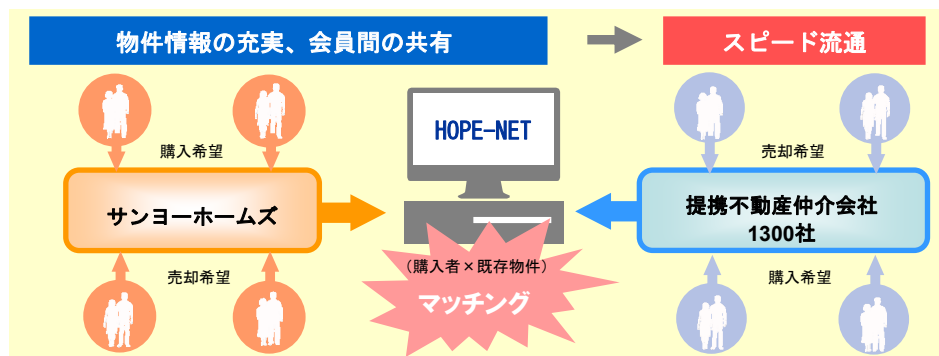 物件情報の充実、会員間の共有
スピード流通
HOPE-NET
購入希望
売却希望
サンヨーホームズ
提携不動産仲介会社
1300社
(購入者×既存物件)
マッチング
売却希望
購入希望